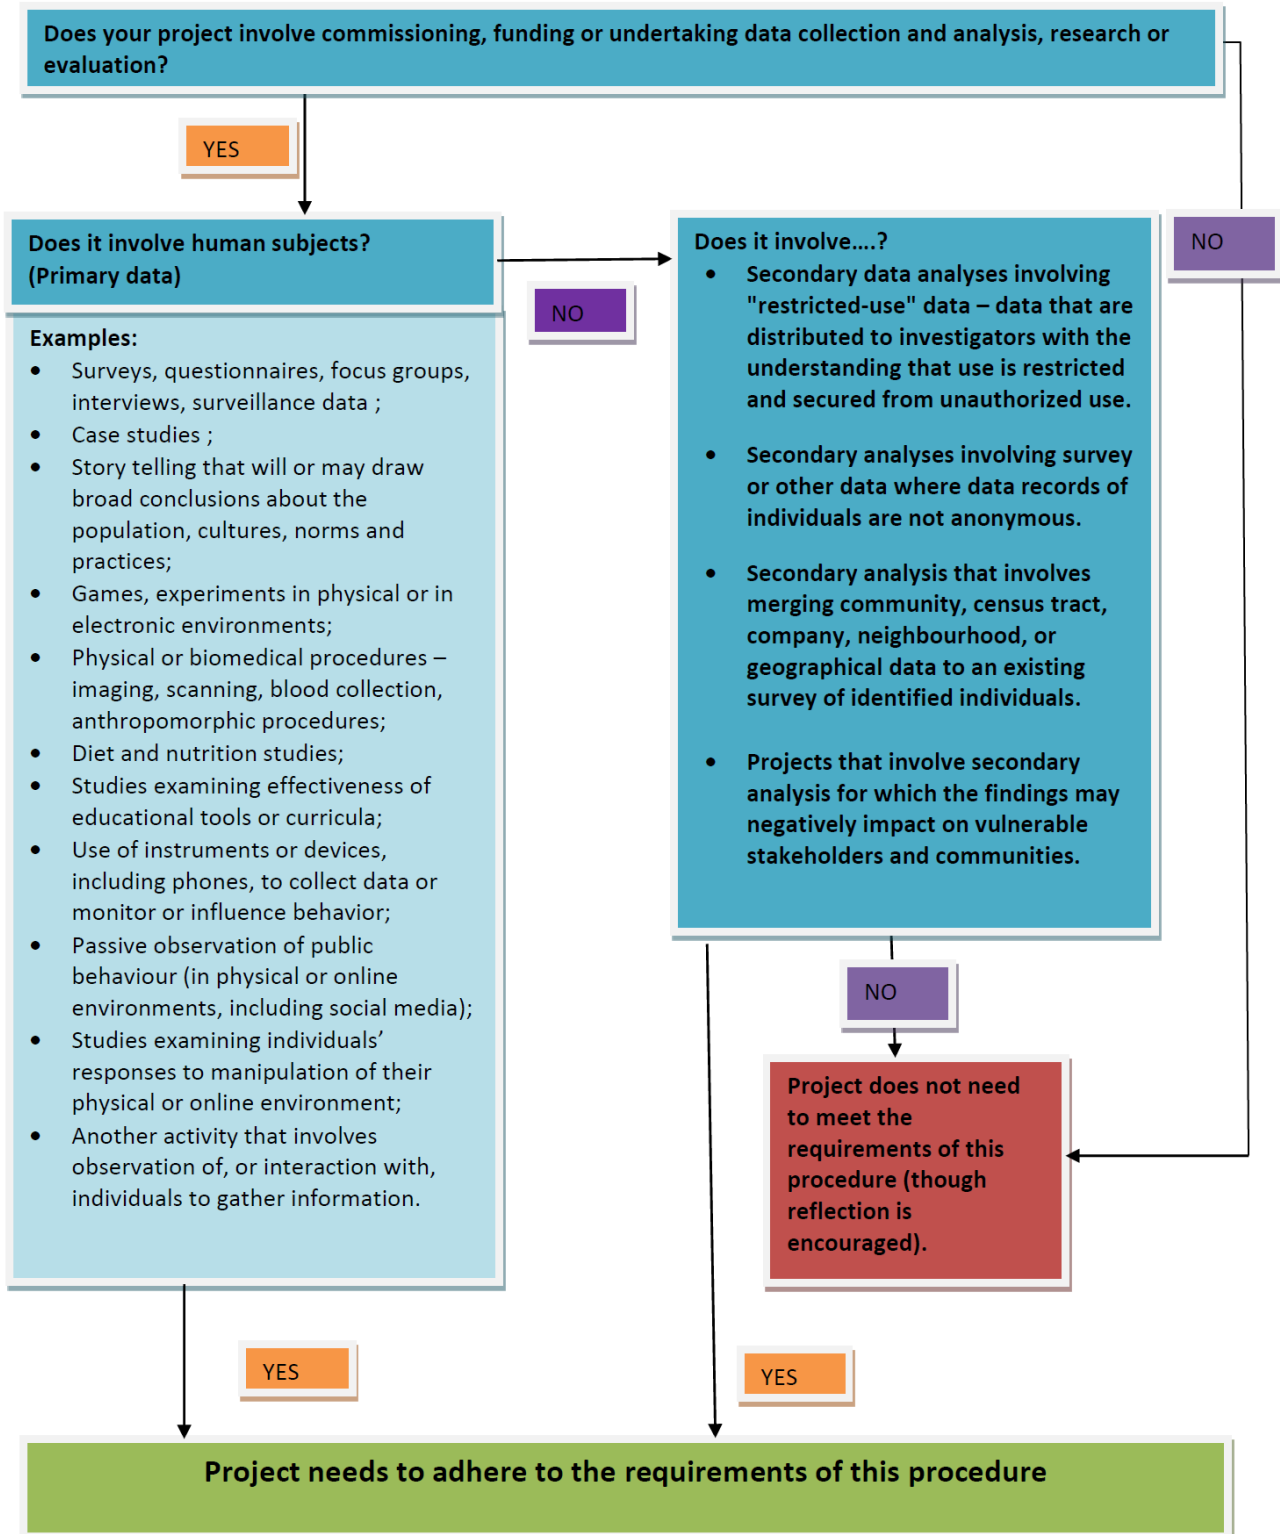 Does your project involve commissioning, funding or undertaking data collection and analysis, research or
evaluation?
YES
NO
Does it involve human subjects?
(Primary data)
NO
Examples:
• Surveys, questionnaires, focus groups,
interviews, surveillance data ;
• Case studies ;
• Story telling that will or may draw
broad conclusions about the
population, cultures, norms and
practices;
• Games, experiments in physical or in
electronic environments;
• Physical or biomedical procedures –
imaging, scanning, blood collection,
anthropomorphic procedures;
• Diet and nutrition studies;
• Studies examining effectiveness of
educational tools or curricula;
• Use of instruments or devices,
including phones, to collect data or
monitor or influence behavior;
• Passive observation of public
behaviour (in physical or online
environments, including social media);
• Studies examining individuals’
responses to manipulation of their
physical or online environment;
• Another activity that involves
observation of, or interaction with,
individuals to gather information.
YES
Does it involve....?
• Secondary data analyses involving
"restricted-use" data – data that are
distributed to investigators with the
understanding that use is restricted
and secured from unauthorized use.
• Secondary analyses involving survey
or other data where data records of
individuals are not anonymous.
• Secondary analysis that involves
merging community, census tract,
company, neighbourhood, or
geographical data to an existing
survey of identified individuals.
• Projects that involve secondary
analysis for which the findings may
negatively impact on vulnerable
stakeholders and communities.
NO
Project does not need
to meet the
requirements of this
procedure (though
reflection is
encouraged).
YES
Project needs to adhere to the requirements of this procedure